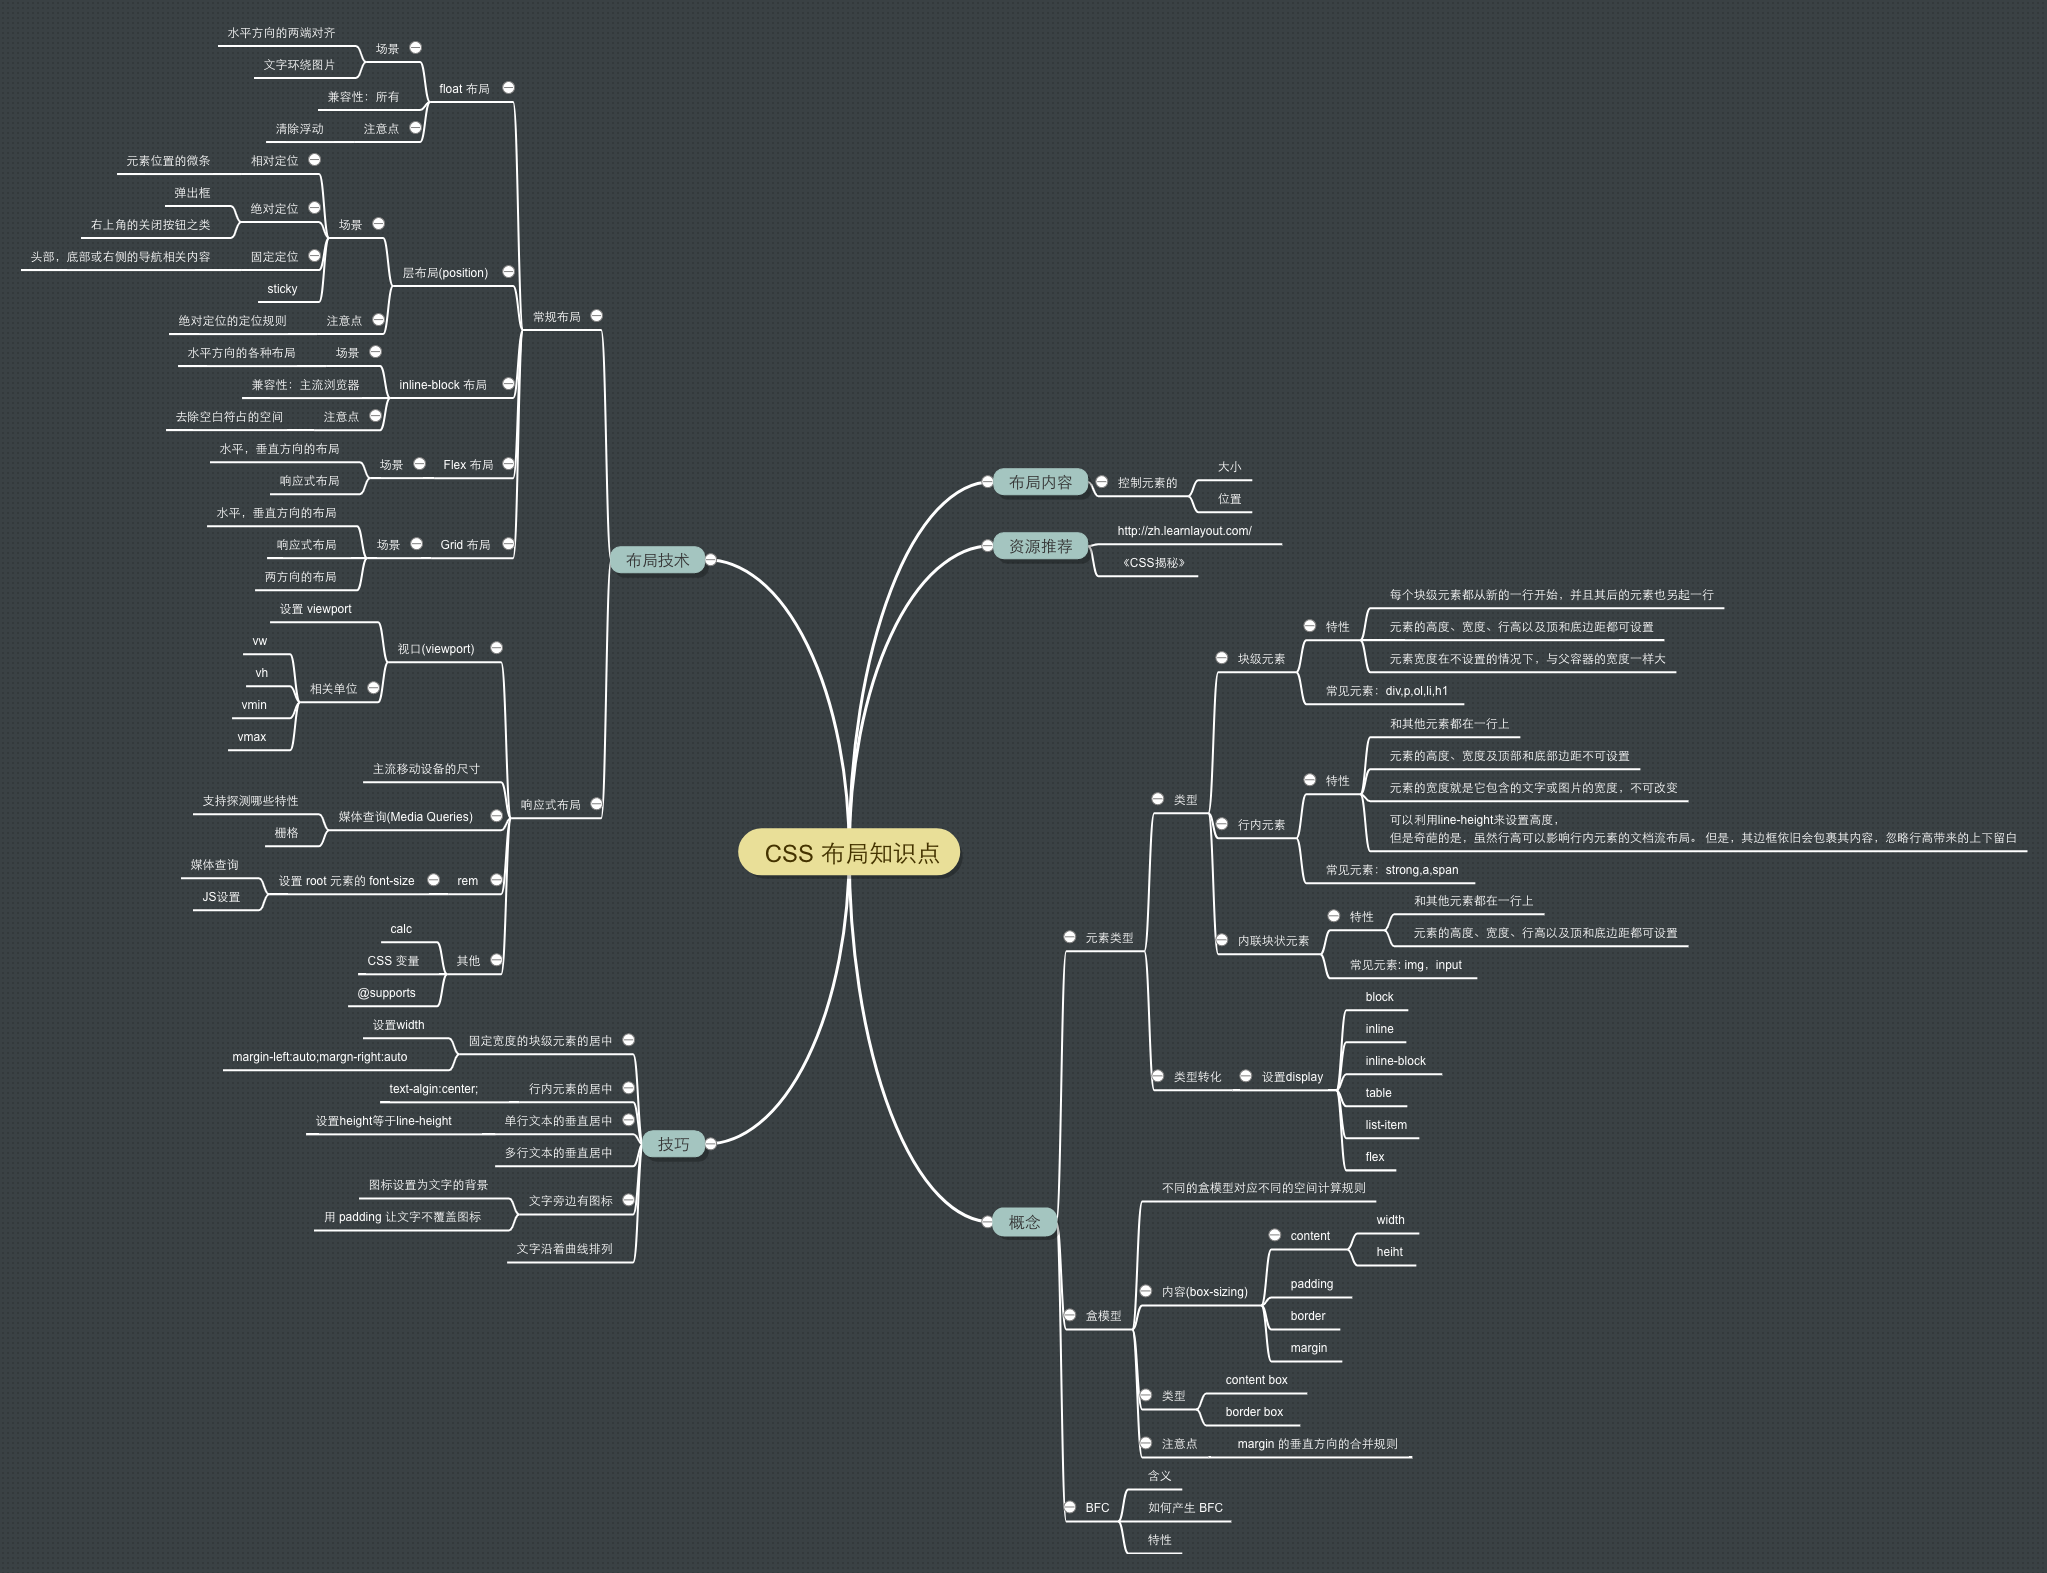 CSS 布局知识点
布局内容
控制元素的
大小
位置
资源推荐
http://zh.learnlayout.com/
《CSS揭秘》
概念
元素类型
类型
块级元素
特性
每个块级元素都从新的一行开始，并且其后的元素也另起一行
元素的高度、宽度、行高以及顶和底边距都可设置
元素宽度在不设置的情况下，与父容器的宽度一样大
常见元素：div,p,ol,li,h1
行内元素
特性
和其他元素都在一行上
元素的高度、宽度及顶部和底部边距不可设置
元素的宽度就是它包含的文字或图片的宽度，不可改变
可以利用line-height来设置高度，
但是奇葩的是，虽然行高可以影响行内元素的文档流布局。但是，其边框依旧会包裹其内容，忽略行高带来的上下留白
常见元素：strong,a,span
内联块状元素
特性
和其他元素都在一行上
元素的高度、宽度、行高以及顶和底边距都可设置
常见元素: img，input
类型转化
设置display
block
inline
inline-block
table
list-item
flex
盒模型
不同的盒模型对应不同的空间计算规则
内容(box-sizing)
content
width
heiht
padding
border
margin
类型
content box
border box
注意点
margin 的垂直方向的合并规则
BFC
含义
如何产生 BFC
特性
布局技术
常规布局
float 布局
场景
水平方向的两端对齐
文字环绕图片
兼容性：所有
注意点
清除浮动
层布局(position)
场景
相对定位
元素位置的微条
绝对定位
弹出框
右上角的关闭按钮之类
固定定位
头部，底部或右侧的导航相关内容
sticky
注意点
绝对定位的定位规则
inline-block 布局
场景
水平方向的各种布局
兼容性：主流浏览器
注意点
去除空白符占的空间
Flex 布局
场景
水平，垂直方向的布局
响应式布局
Grid 布局
场景
水平，垂直方向的布局
响应式布局
两方向的布局
响应式布局
视口(viewport)
设置 viewport
相关单位
vw
vh
vmin
vmax
主流移动设备的尺寸
媒体查询(Media Queries)
支持探测哪些特性
栅格
rem
设置 root 元素的 font-size
媒体查询
JS设置
其他
calc
CSS 变量
@supports
技巧
固定宽度的块级元素的居中
设置width
margin-left:auto;margn-right:auto
行内元素的居中
text-algin:center;
单行文本的垂直居中
设置height等于line-height
多行文本的垂直居中
文字旁边有图标
图标设置为文字的背景
用 padding 让文字不覆盖图标
文字沿着曲线排列